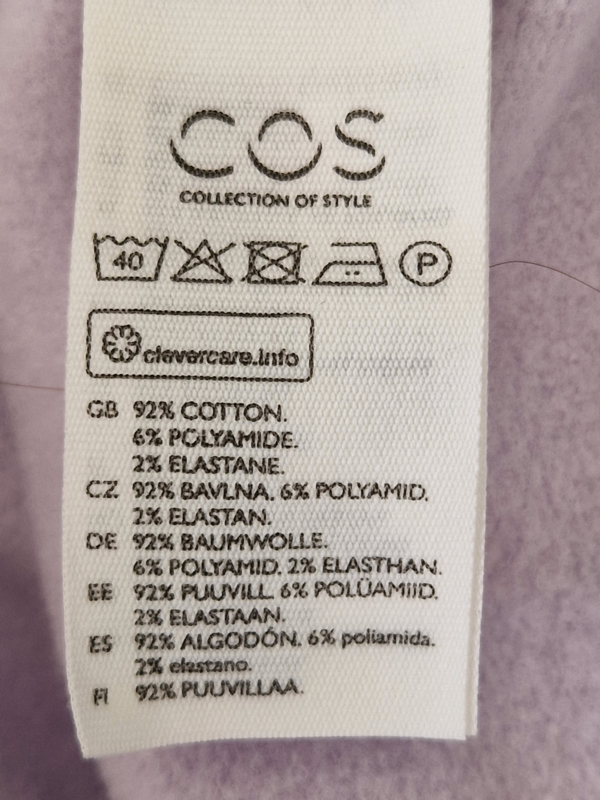 COS
COLLECTION OF STYLE
40 P
clevercare.info
GB 92% COTTON.
6% POLYAMIDE.
2% ELASTANE.
CZ 92% BAVLNA. 6% POLYAMID.
2% ELASTAN.
DE 92% BAUMWOLLE.
6% POLYAMID. 2% ELASTHAN.
EE 92% PUUVILL. 6% POLÜAMIID.
2% ELASTAAN.
ES 92% ALGODÓN. 6% poliamida.
2% elastano.
FI 92% PUUVILLAA.